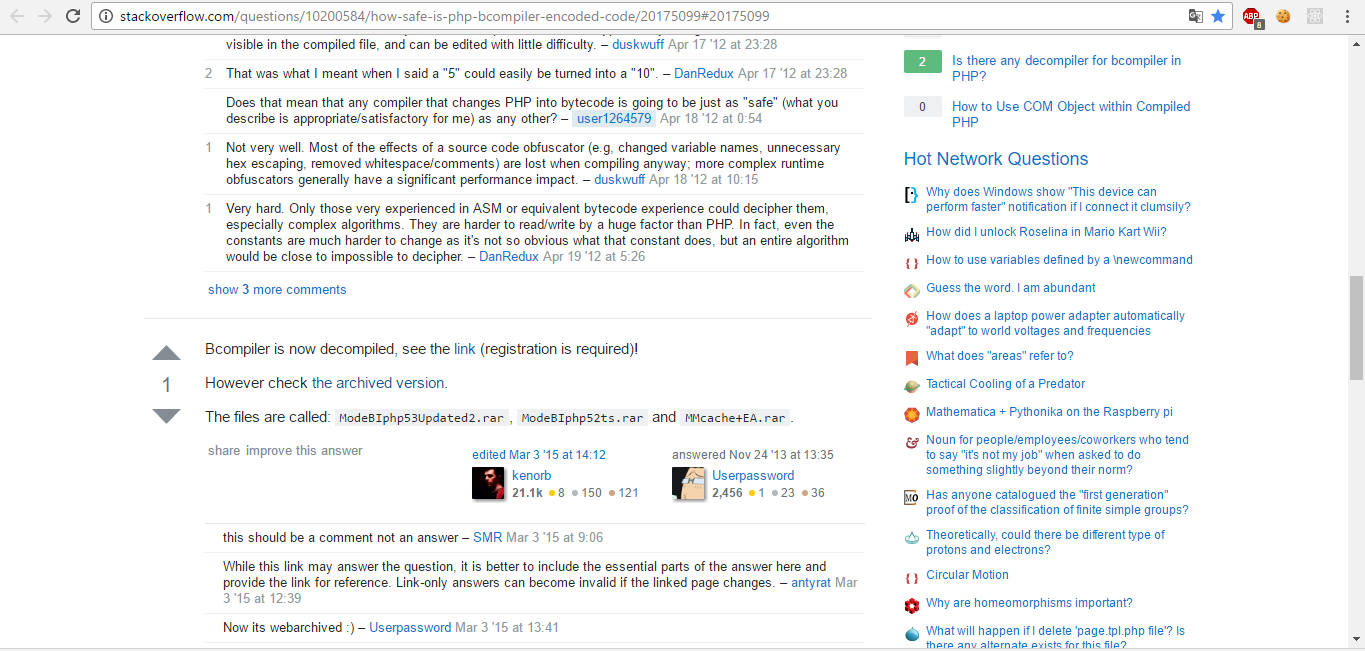 stackoverflow.com/questions/10200584/how-safe-is-php-bcompiler-encoded-code/20175099#20175099
ABP
8
visible in the compiled file, and can be edited with little difficulty. – duskwuff Apr 17 '12 at 23:28
2 That was what I meant when I said a "5" could easily be turned into a "10". – DanRedux Apr 17 '12 at 23:28
Does that mean that any compiler that changes PHP into bytecode is going to be just as "safe" (what you
describe is appropriate/satisfactory for me) as any other? – user1264579 Apr 18 '12 at 0:54
1 Not very well. Most of the effects of a source code obfuscator (e.g, changed variable names, unnecessary
hex escaping, removed whitespace/comments) are lost when compiling anyway; more complex runtime
obfuscators generally have a significant performance impact. – duskwuff Apr 18 '12 at 10:15
1 Very hard. Only those very experienced in ASM or equivalent bytecode experience could decipher them,
especially complex algorithms. They are harder to read/write by a huge factor than PHP. In fact, even the
constants are much harder to change as it's not so obvious what that constant does, but an entire algorithm
would be close to impossible to decipher. – DanRedux Apr 19 '12 at 5:26
show 3 more comments
Bcompiler is now decompiled, see the link (registration is required)!
1
However check the archived version.
The files are called: ModeBIphp53Updated2.rar , ModeBIphp52ts.rar and MMcache+EA.rar .
share improve this answer
edited Mar 3 '15 at 14:12
kenorb
21.1k 8 150 121
answered Nov 24 '13 at 13:35
Userpassword
2,456 1 23 36
this should be a comment not an answer – SMR Mar 3 '15 at 9:06
While this link may answer the question, it is better to include the essential parts of the answer here and
provide the link for reference. Link-only answers can become invalid if the linked page changes. – antyrat Mar
3 '15 at 12:39
Now its webarchived :) – Userpassword Mar 3 '15 at 13:41
2 Is there any decompiler for bcompiler in
PHP?
0 How to Use COM Object within Compiled
PHP
Hot Network Questions
Why does Windows show "This device can
perform faster" notification if I connect it clumsily?
How did I unlock Roselina in Mario Kart Wii?
How to use variables defined by a \newcommand
Guess the word. I am abundant
How does a laptop power adapter automatically
"adapt" to world voltages and frequencies
What does "areas" refer to?
Tactical Cooling of a Predator
Mathematica + Pythonika on the Raspberry pi
Noun for people/employees/coworkers who tend
to say "it's not my job" when asked to do
something slightly beyond their norm?
MO
Has anyone catalogued the "first generation"
proof of the classification of finite simple groups?
Theoretically, could there be different type of
protons and electrons?
Circular Motion
Why are homeomorphisms important?
What will happen if I delete 'page.tpl.php file'? Is
there any alternate exists for this file?